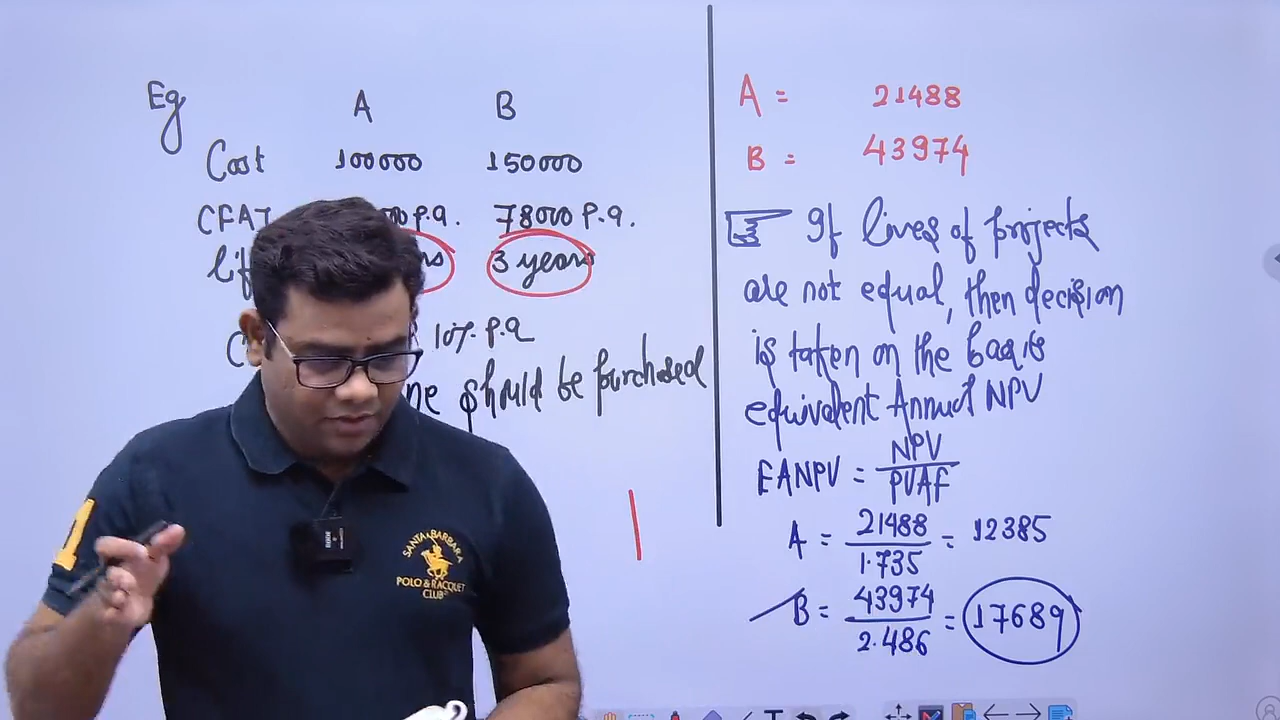 Eg
A B
Cost 100000 150000
CFAT P.a. 78000 P.a.
3 years
10% P.a
should be purchased
A = 21488
B = 43974
If lives of projects
are not equal, then decision
is taken on the basis
equivalent Annual NPV
EANPV = NPV / PVAF
A = 21488 / 1.735 = 12385
B = 43974 / 2.486 = 17689
SANTA BARBARA
POLO & RACQUET
CLUB